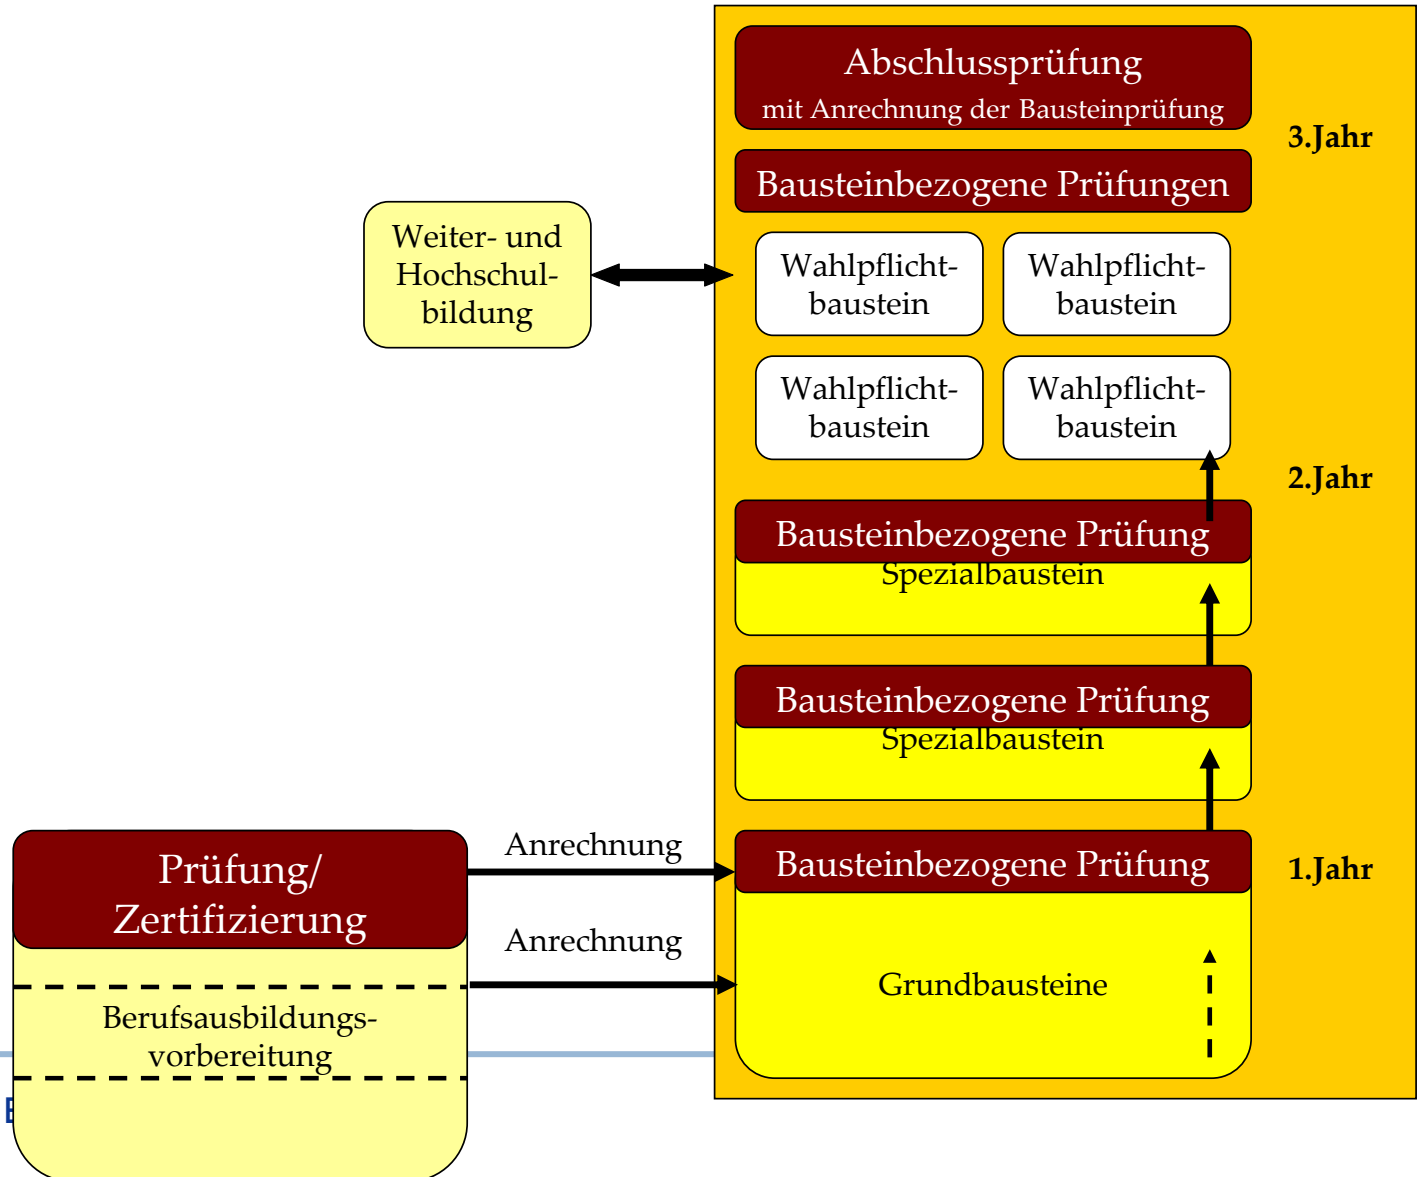 Abschlussprüfung
mit Anrechnung der Bausteinprüfung
3.Jahr
Bausteinbezogene Prüfungen
Weiter- und
Hochschul-
bildung
Wahlpflicht-
baustein
Wahlpflicht-
baustein
Wahlpflicht-
baustein
Wahlpflicht-
baustein
2.Jahr
Bausteinbezogene Prüfung
Spezialbaustein
Bausteinbezogene Prüfung
Spezialbaustein
Prüfung/
Zertifizierung
Anrechnung
Bausteinbezogene Prüfung
1.Jahr
Anrechnung
Grundbausteine
Berufsausbildungs-
vorbereitung